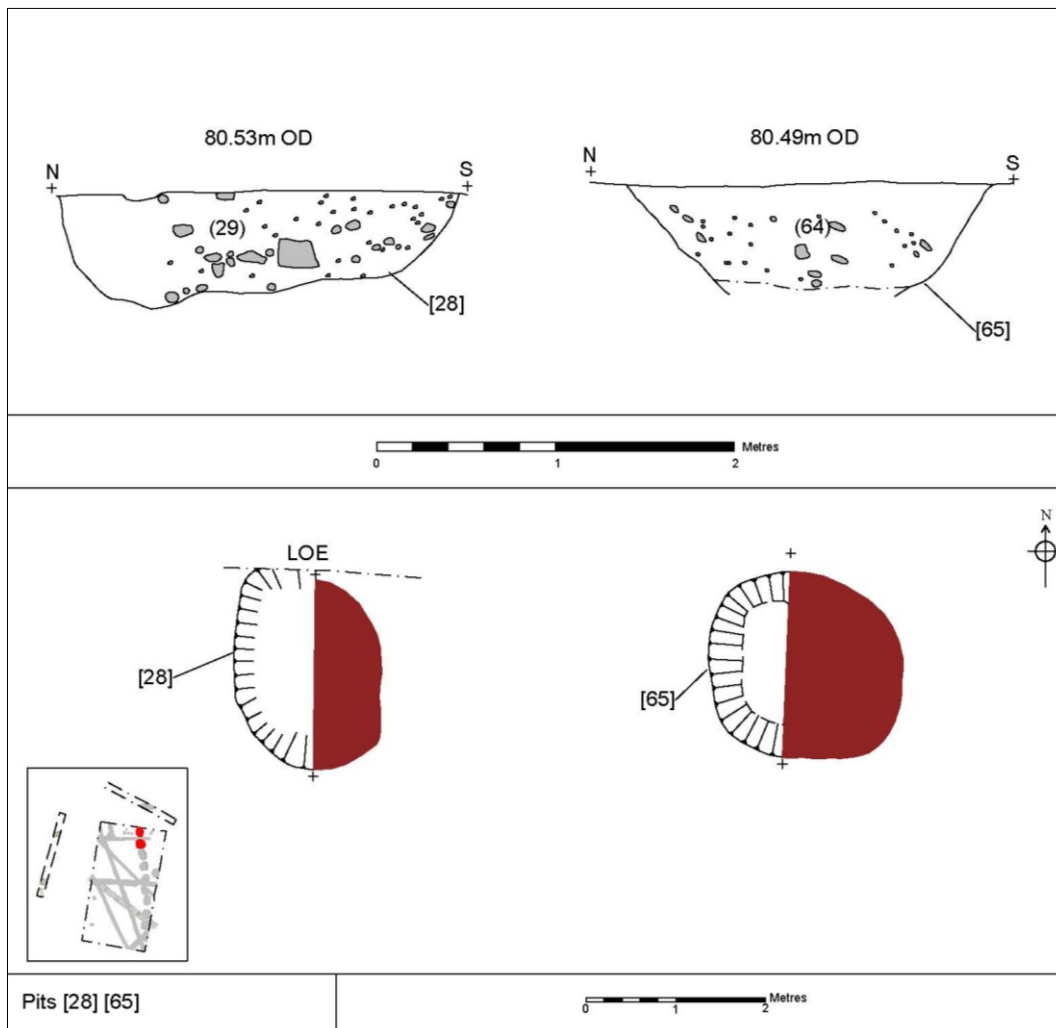 80.53m OD
80.49m OD
N
S
N
S
(29)
(64)
[28]
[65]
Metres
0 1 2
N
LOE
[28]
[65]
Pits [28] [65]
Metres
0 1 2